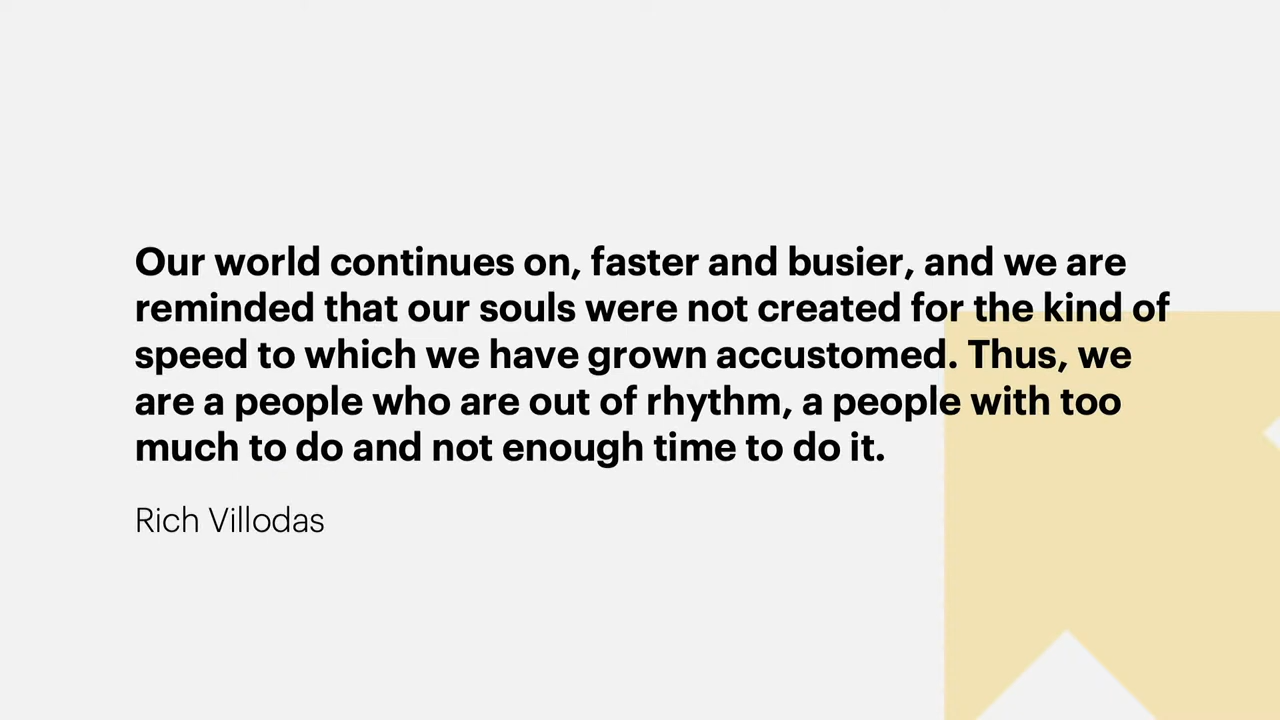 Our world continues on, faster and busier, and we are
reminded that our souls were not created for the kind of
speed to which we have grown accustomed. Thus, we
are a people who are out of rhythm, a people with too
much to do and not enough time to do it.
Rich Villodas